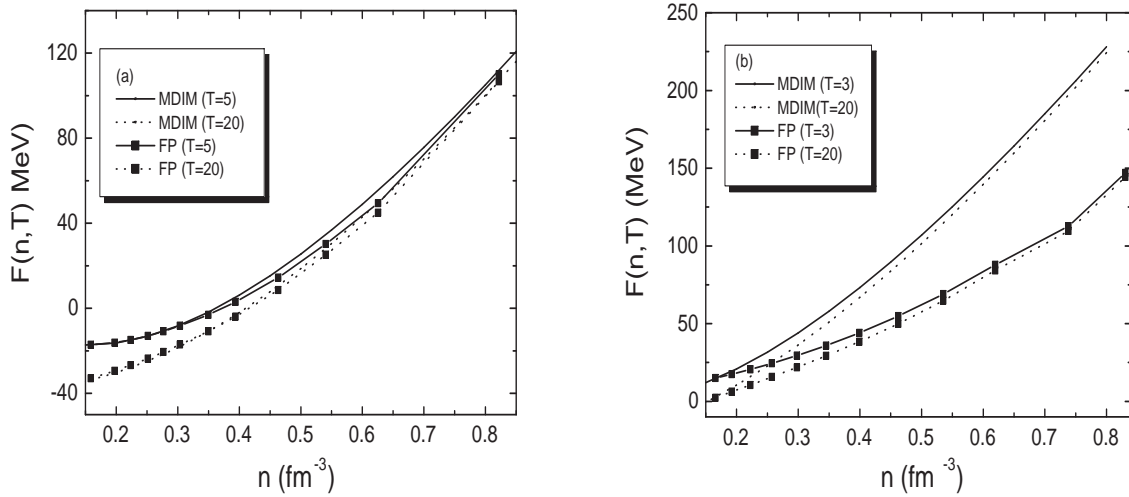 (a)
MDIM (T=5)
MDIM (T=20)
FP (T=5)
FP (T=20)
F(n,T) MeV
120
80
40
0
-40
0.2 0.3 0.4 0.5 0.6 0.7 0.8
n (fm⁻³)
(b)
MDIM (T=3)
MDIM(T=20)
FP (T=3)
FP (T=20)
F(n,T) (MeV)
250
200
150
100
50
0
0.2 0.3 0.4 0.5 0.6 0.7 0.8
n (fm⁻³)